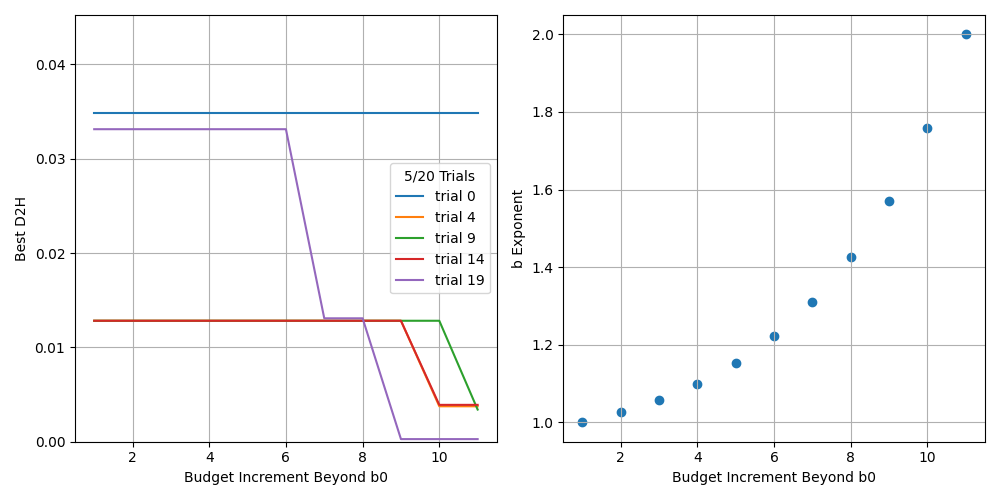 Best D2H
0.04
0.03
0.02
0.01
0.00
2 4 6 8 10
Budget Increment Beyond b0
5/20 Trials
trial 0
trial 4
trial 9
trial 14
trial 19
b Exponent
2.0
1.8
1.6
1.4
1.2
1.0
2 4 6 8 10
Budget Increment Beyond b0